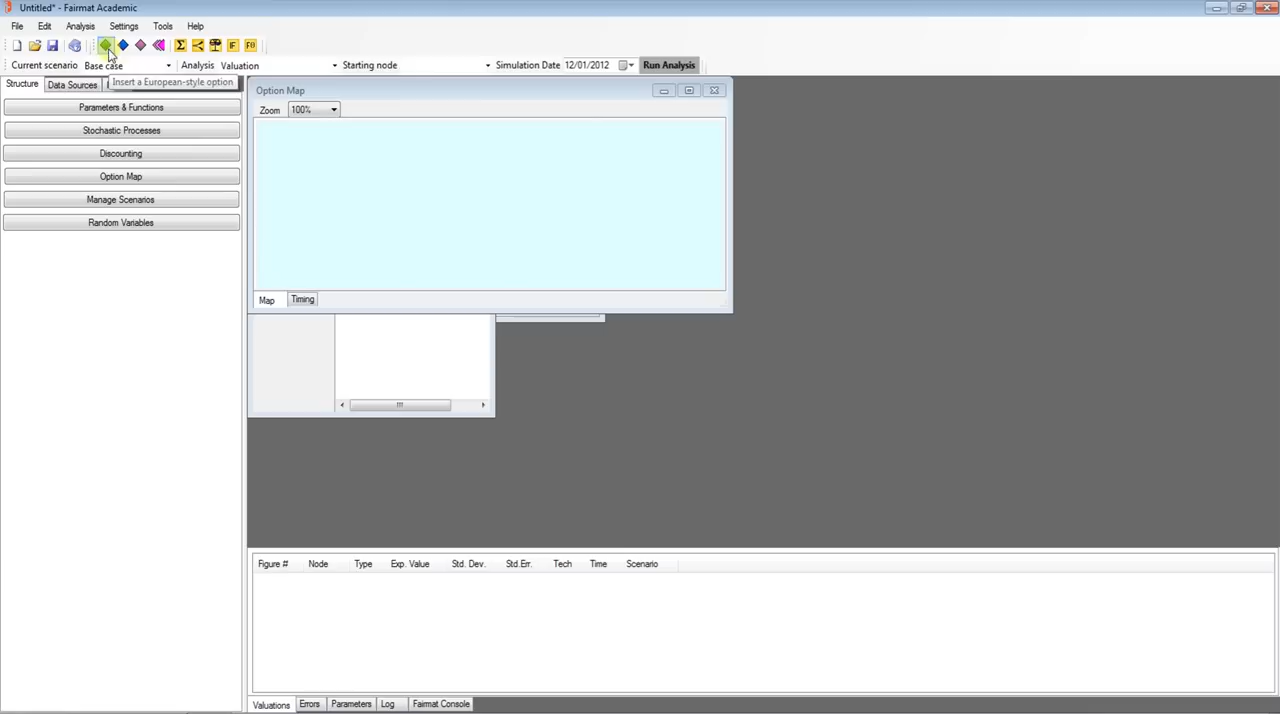 Untitled* - Fairmat Academic
File Edit Analysis Settings Tools Help
Σ IF F()
Current scenario Base case Analysis Valuation Starting node Simulation Date 12/01/2012 Run Analysis
Insert a European-style option
Structure Data Sources
Parameters & Functions
Stochastic Processes
Discounting
Option Map
Manage Scenarios
Random Variables
Option Map
Zoom 100%
Map Timing
Figure # Node Type Exp. Value Std. Dev. Std.Err. Tech Time Scenario
Valuations Errors Parameters Log Fairmat Console